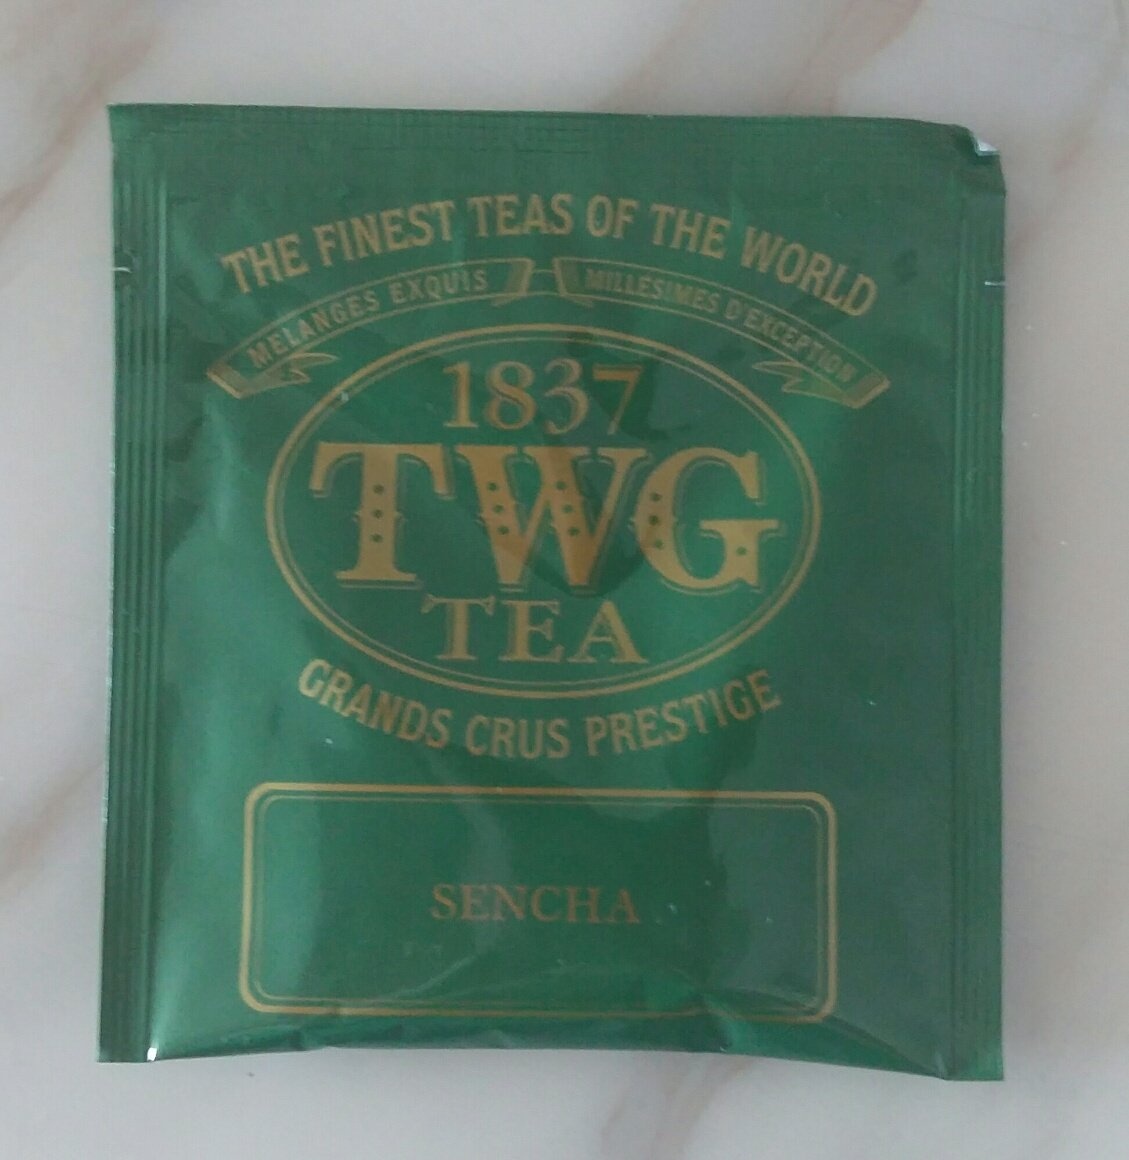 THE FINEST TEAS OF THE WORLD
MELANGES EXQUIS MILLESIMES D'EXCEPTION
1837
TWG
TEA
GRANDS CRUS PRESTIGE
SENCHA